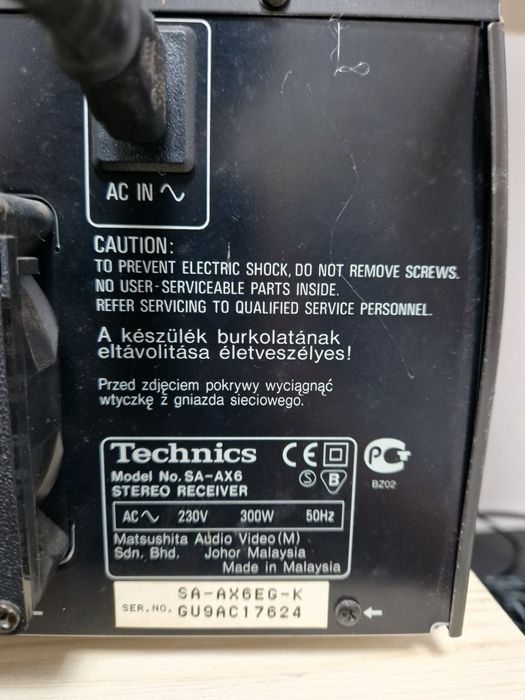 AC IN ∿
CAUTION:
TO PREVENT ELECTRIC SHOCK, DO NOT REMOVE SCREWS.
NO USER-SERVICEABLE PARTS INSIDE.
REFER SERVICING TO QUALIFIED SERVICE PERSONNEL.
A készülék burkolatának
eltávolitása életveszélyes!
Przed zdjęciem pokrywy wyciągnąć
wtyczkę ż gniazda sieciowego.
Technics CE
Model No. SA-AX6 S B
STEREO RECEIVER
BZ02
AC∿ 230V 300W 50Hz
Matsushita Audio Video (M)
Sdn. Bhd. Johor Malaysia
Made in Malaysia
SA-AX6EG-K
SER. NO. GU9AC17624